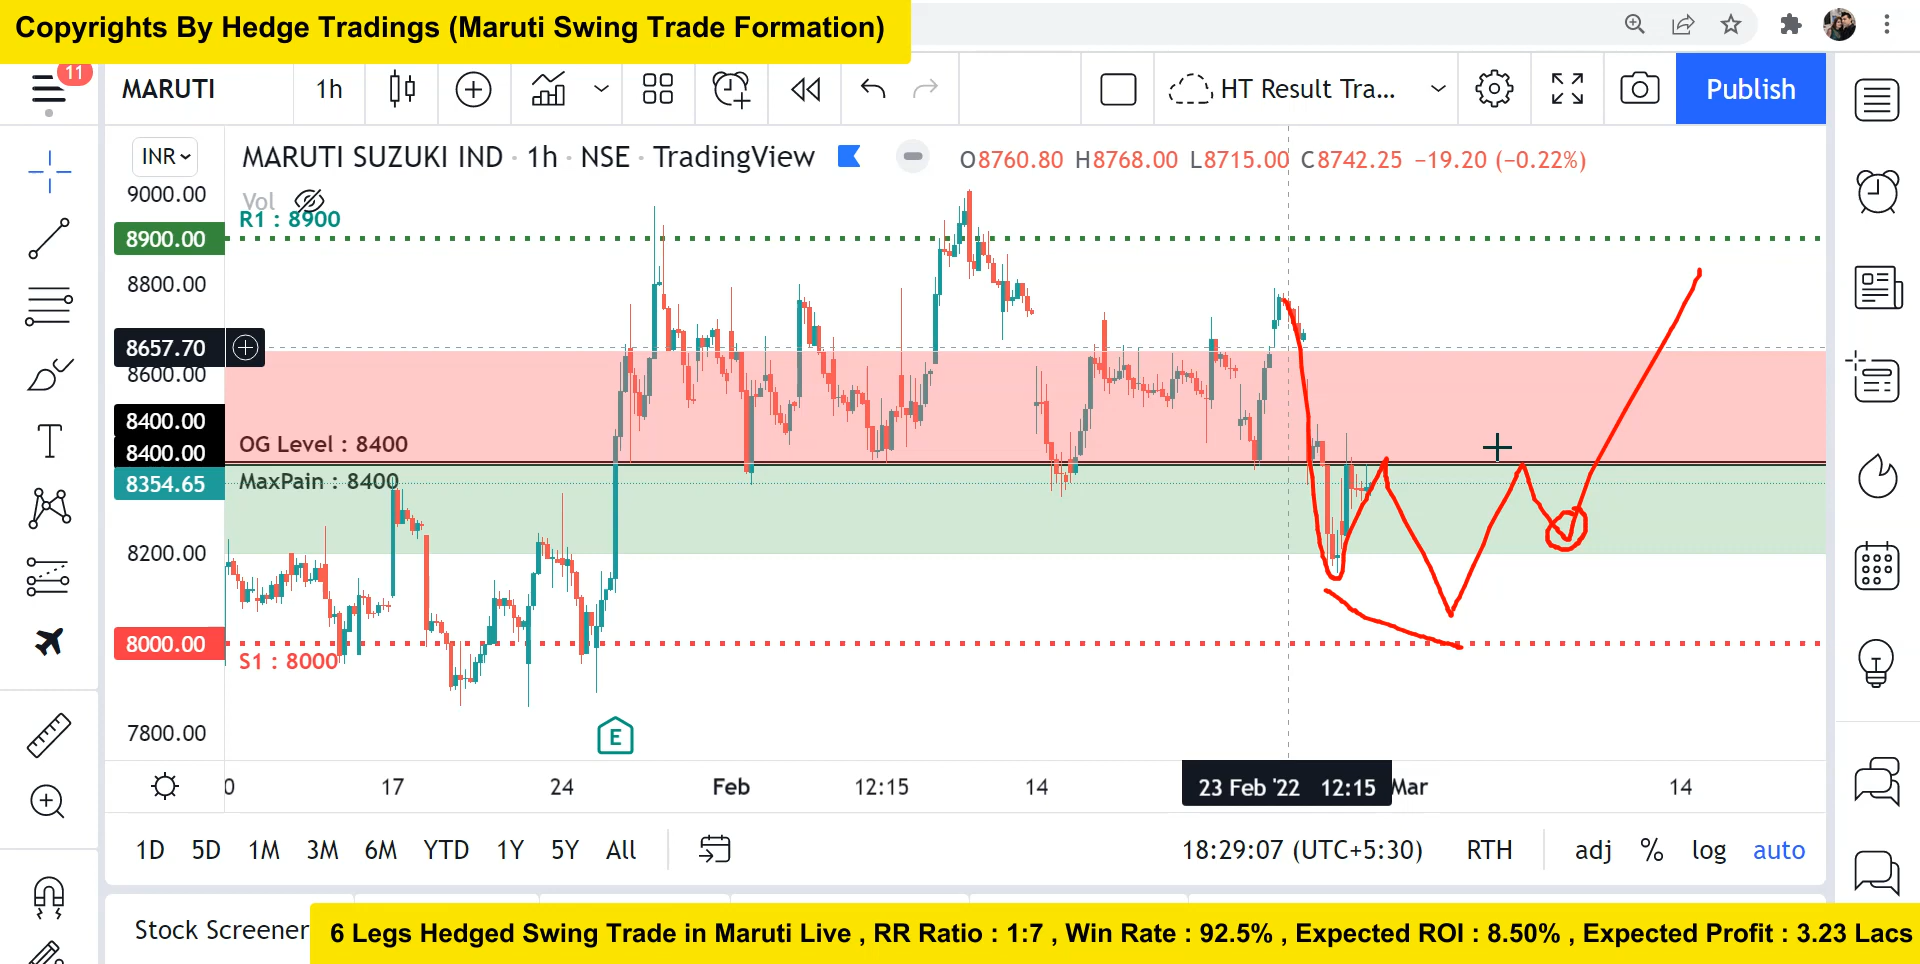 Copyrights By Hedge Tradings (Maruti Swing Trade Formation)
11
MARUTI
1h
HT Result Tra...
Publish
INR
MARUTI SUZUKI IND · 1h · NSE · TradingView
O8760.80 H8768.00 L8715.00 C8742.25 −19.20 (−0.22%)
Vol
R1 : 8900
9000.00
8900.00
8800.00
8657.70
8600.00
8400.00
OG Level : 8400
8400.00
MaxPain : 8400
8354.65
8200.00
8000.00
S1 : 8000
7800.00
E
0 17 24 Feb 12:15 14 23 Feb '22 12:15 Mar 14
1D 5D 1M 3M 6M YTD 1Y 5Y All
18:29:07 (UTC+5:30) RTH adj % log auto
Stock Screener
6 Legs Hedged Swing Trade in Maruti Live , RR Ratio : 1:7 , Win Rate : 92.5% , Expected ROI : 8.50% , Expected Profit : 3.23 Lacs